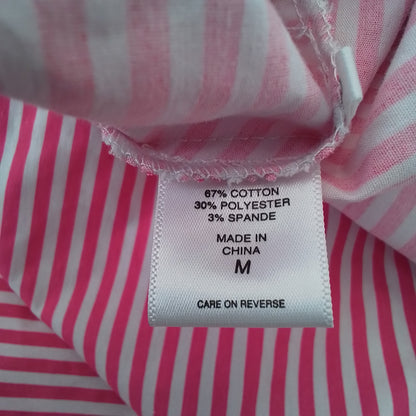 67% COTTON
30% POLYESTER
3% SPANDE
MADE IN
CHINA
M
CARE ON REVERSE